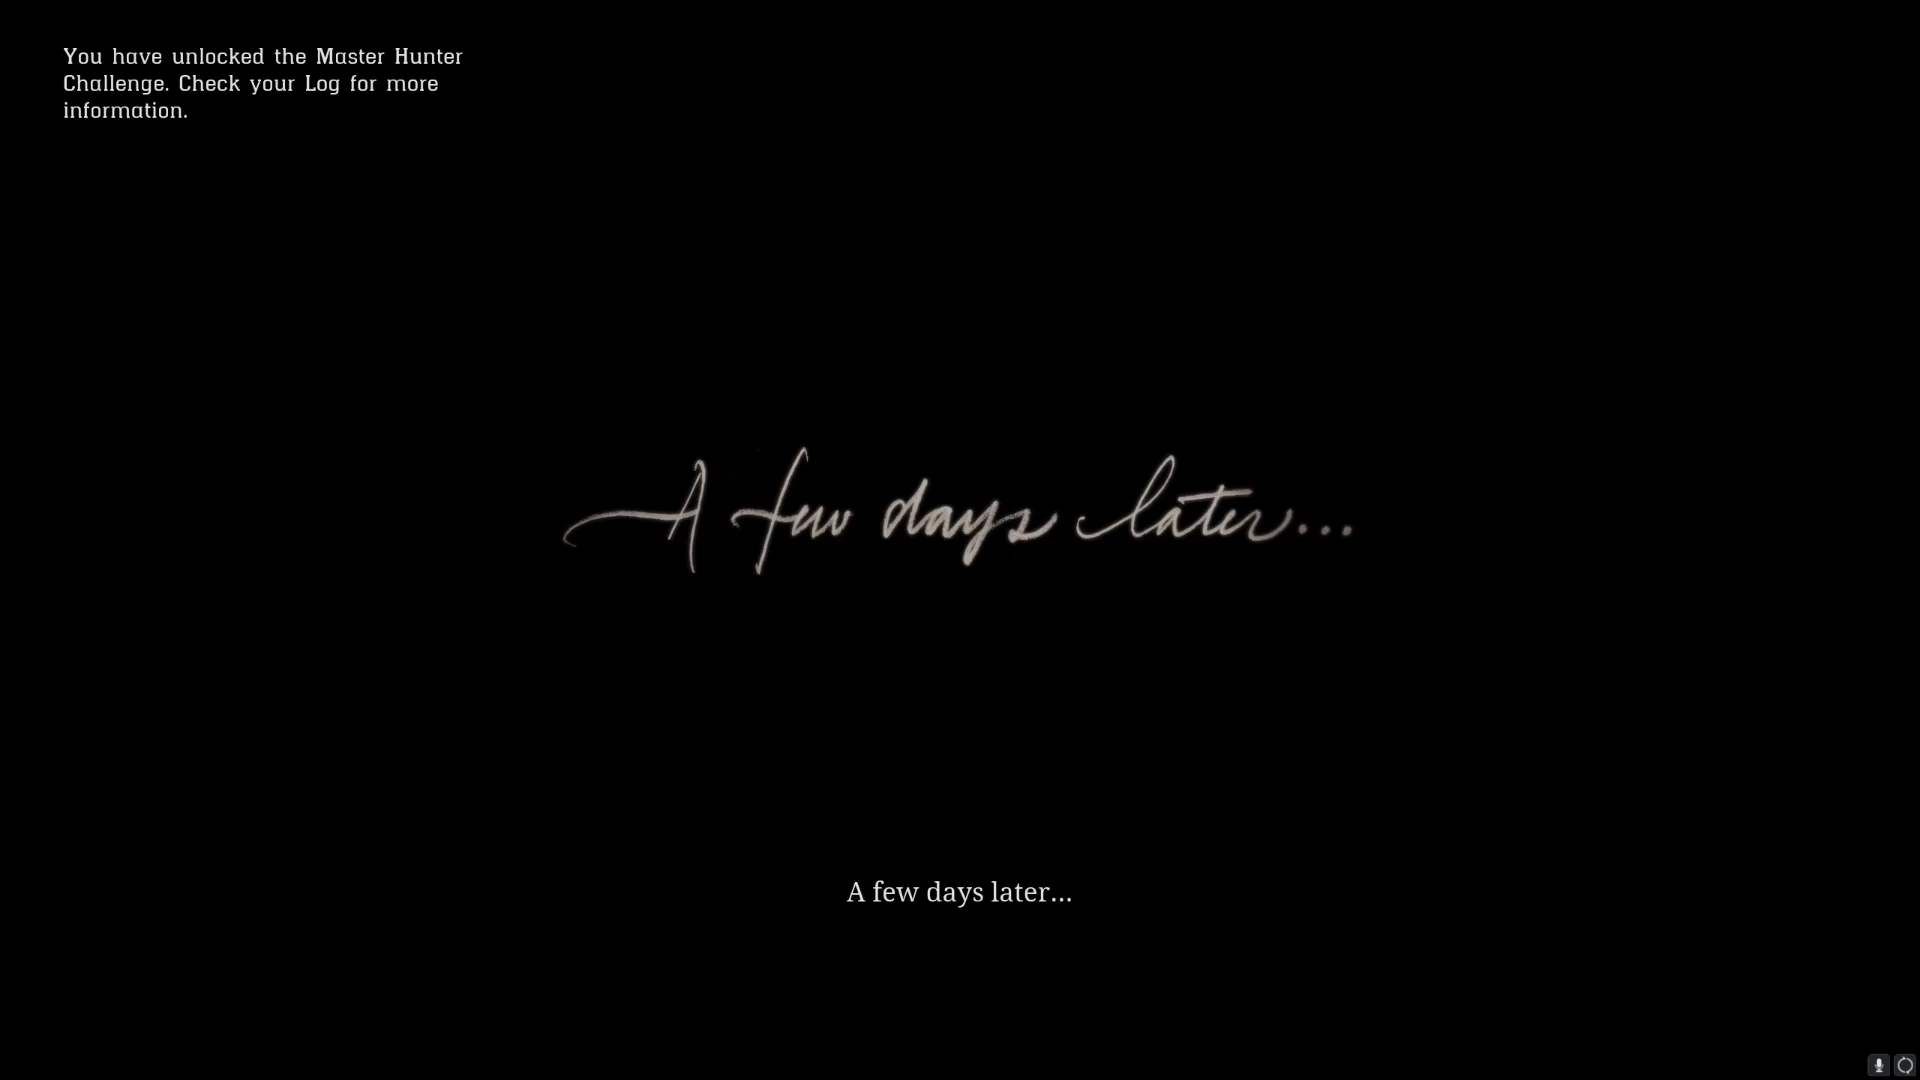 You have unlocked the Master Hunter
Challenge. Check your Log for more
information.
A few days later...
A few days later...